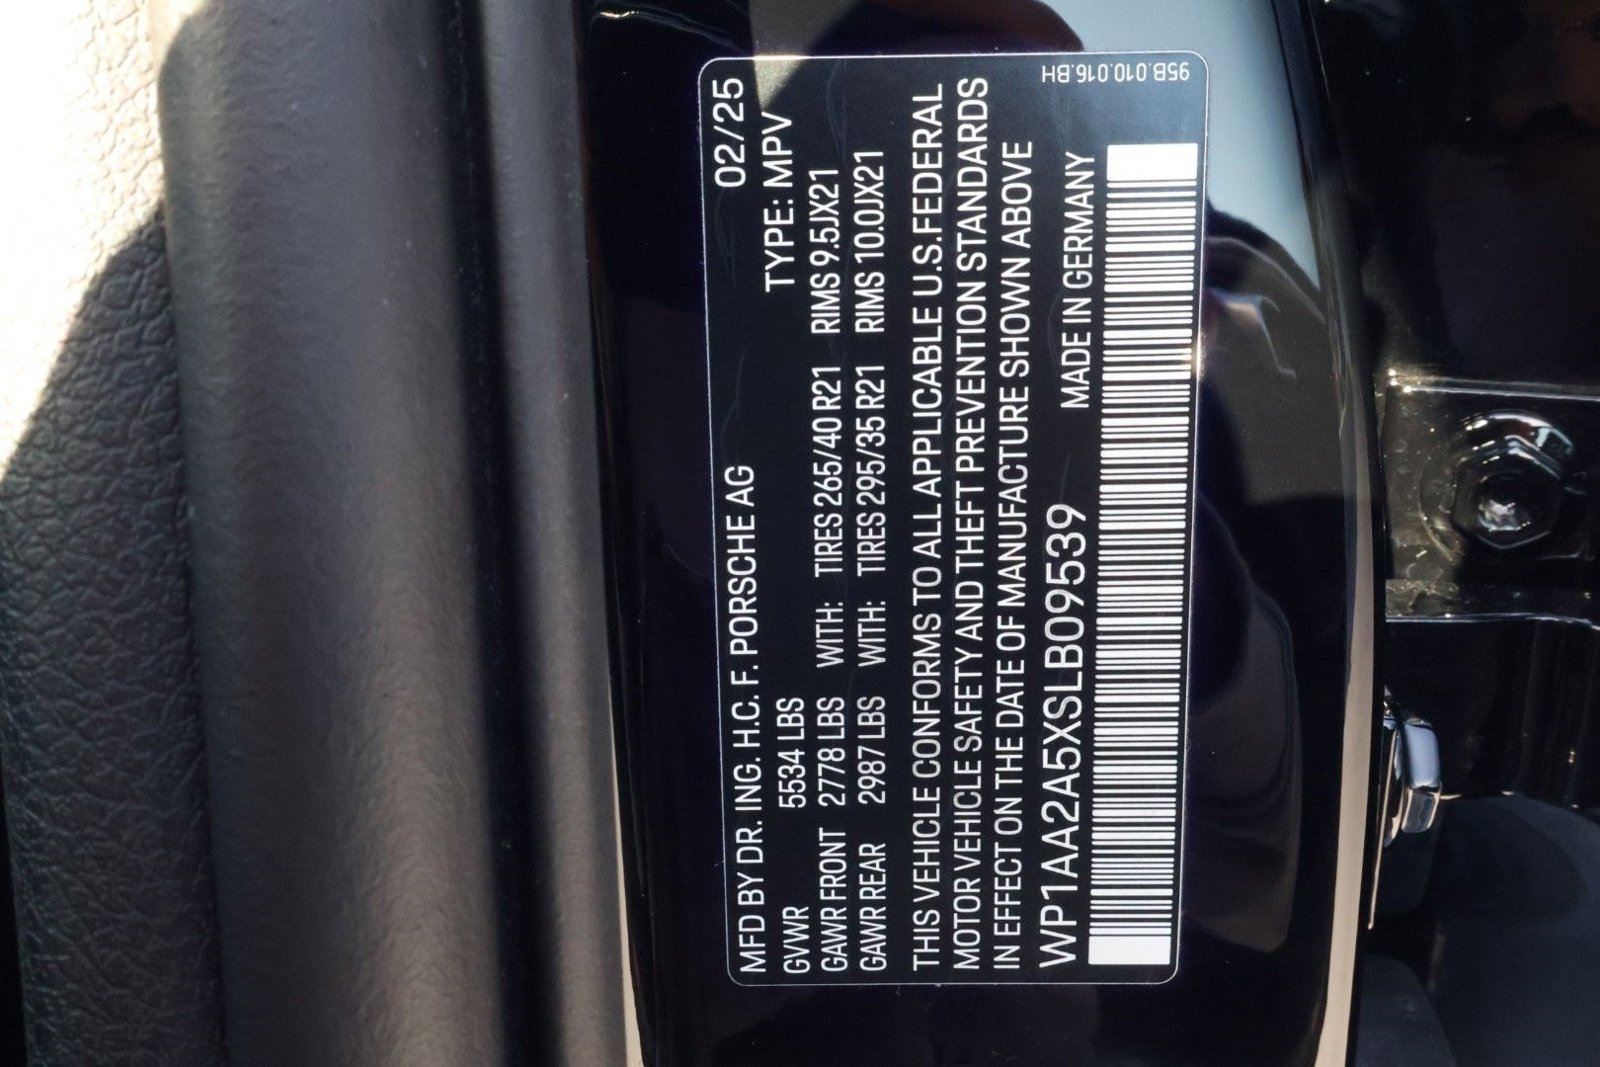 MFD BY DR. ING. H.C. F. PORSCHE AG 02/25
GVWR 5534 LBS TYPE: MPV
GAWR FRONT 2778 LBS WITH: TIRES 265/40 R21 RIMS 9.5JX21
GAWR REAR 2987 LBS WITH: TIRES 295/35 R21 RIMS 10.0JX21
THIS VEHICLE CONFORMS TO ALL APPLICABLE U.S.FEDERAL
MOTOR VEHICLE SAFETY AND THEFT PREVENTION STANDARDS
IN EFFECT ON THE DATE OF MANUFACTURE SHOWN ABOVE
WP1AA2A5XSLB09539 MADE IN GERMANY
95B.010.016.BH